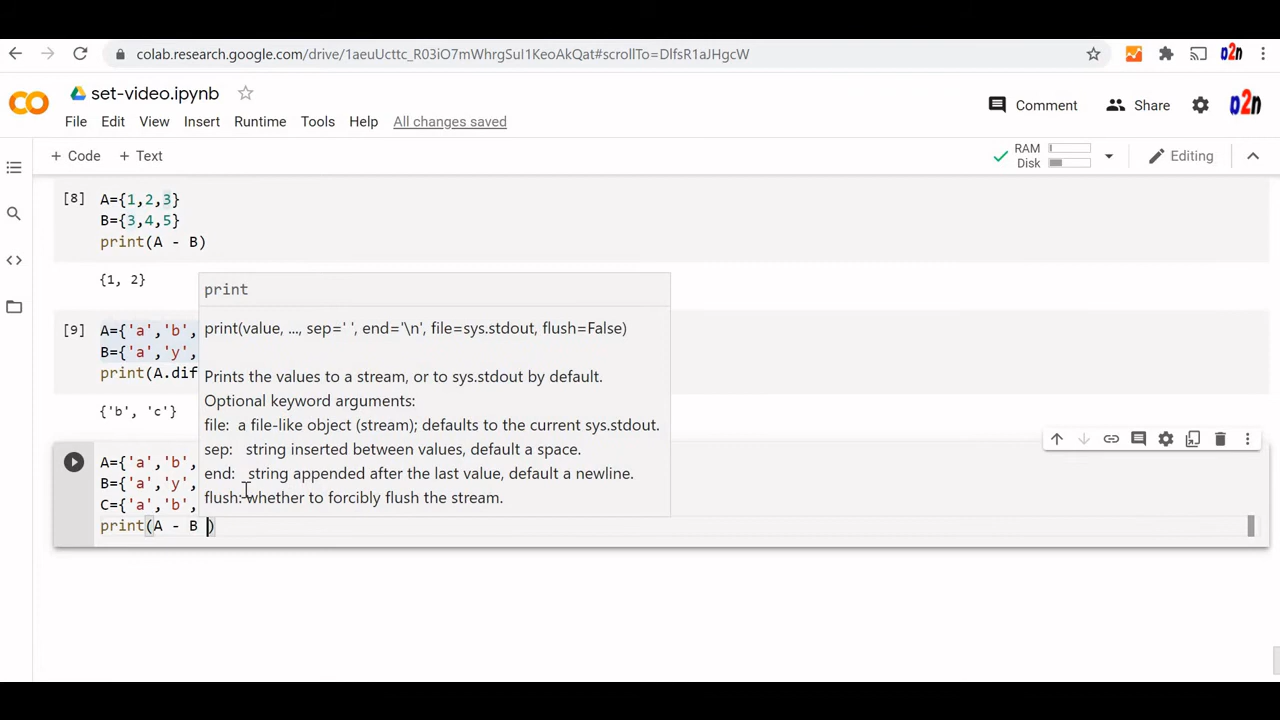 colab.research.google.com/drive/1aeuUcttc_R03iO7mWhrgSuI1KeoAkQat#scrollTo=DlfsR1aJHgcW
o2n
set-video.ipynb
Comment
Share
o2n
File Edit View Insert Runtime Tools Help All changes saved
+ Code + Text
RAM
Disk
Editing
[8] A={1,2,3}
B={3,4,5}
print(A - B)
{1, 2}
print
[9] A={'a','b',
print(value, ..., sep=' ', end='\n', file=sys.stdout, flush=False)
B={'a','y',
print(A.dif
Prints the values to a stream, or to sys.stdout by default.
Optional keyword arguments:
{'b', 'c'}
file: a file-like object (stream); defaults to the current sys.stdout.
sep: string inserted between values, default a space.
A={'a','b',
end: string appended after the last value, default a newline.
B={'a','y',
flush: whether to forcibly flush the stream.
C={'a','b',
print(A - B )